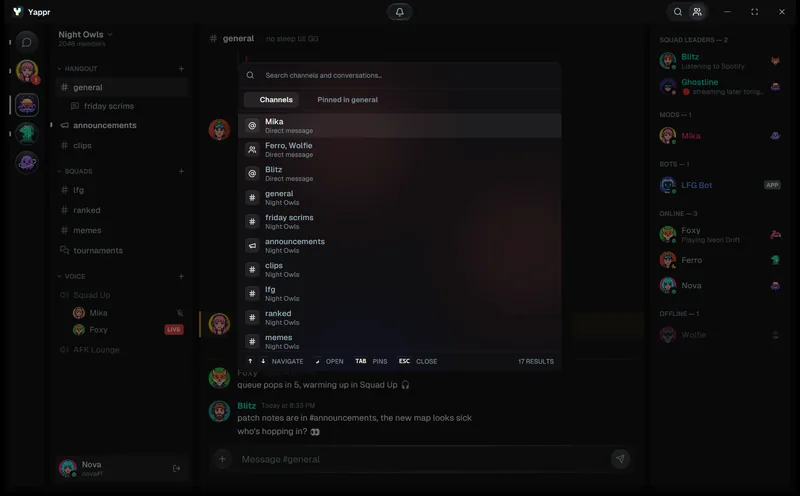 Yappr
Night Owls
2048 members
HANGOUT
general
friday scrims
announcements
clips
SQUADS
lfg
ranked
memes
tournaments
VOICE
Squad Up
Mika
Foxy
LIVE
AFK Lounge
Nova
nova#1
# general
no sleep till GG
Search channels and conversations...
Channels
Pinned in general
Mika
Direct message
Ferro, Wolfie
Direct message
Blitz
Direct message
general
Night Owls
friday scrims
Night Owls
announcements
Night Owls
clips
Night Owls
lfg
Night Owls
ranked
Night Owls
memes
Night Owls
NAVIGATE
OPEN
TAB PINS
ESC CLOSE
17 RESULTS
Foxy
queue pops in 5, warming up in Squad Up
Blitz Today at 8:33 PM
patch notes are in #announcements, the new map looks sick
who's hopping in?
Message #general
SQUAD LEADERS — 2
Blitz
Listening to Spotify
Ghostline
streaming later tonig...
MODS — 1
Mika
BOTS — 1
LFG Bot
APP
ONLINE — 3
Foxy
Playing Neon Drift
Ferro
Nova
OFFLINE — 1
Wolfie